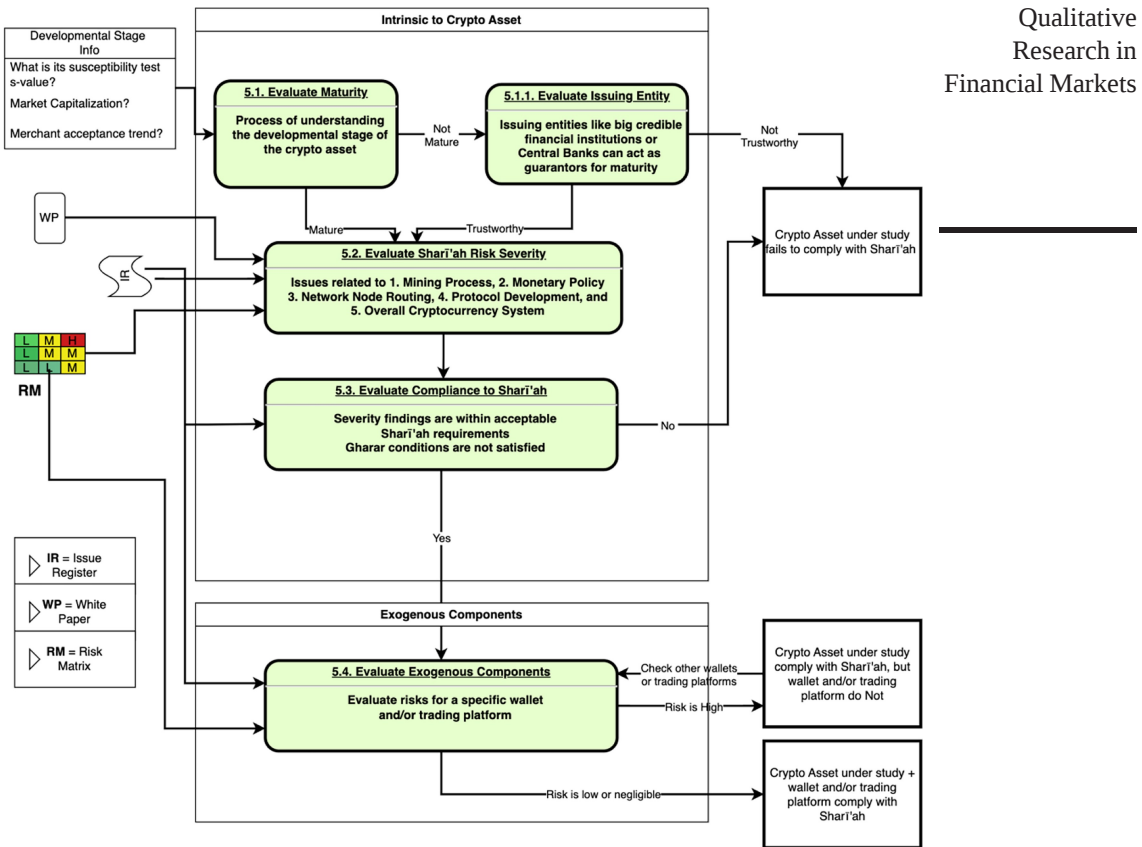 Qualitative
Research in
Financial Markets
Intrinsic to Crypto Asset
Developmental Stage
Info
What is its susceptibility test
s-value?
Market Capitalization?
Merchant acceptance trend?
5.1. Evaluate Maturity
Process of understanding
the developmental stage of
the crypto asset
Not
Mature
5.1.1. Evaluate Issuing Entity
Issuing entities like big credible
financial institutions or
Central Banks can act as
guarantors for maturity
Not
Trustworthy
WP
Mature
Trustworthy
Crypto Asset under study
fails to comply with Sharī'ah
IR
5.2. Evaluate Sharī'ah Risk Severity
Issues related to 1. Mining Process, 2. Monetary Policy
3. Network Node Routing, 4. Protocol Development, and
5. Overall Cryptocurrency System
L M H
L M M
L L M
RM
5.3. Evaluate Compliance to Sharī'ah
Severity findings are within acceptable
Sharī'ah requirements
Gharar conditions are not satisfied
No
Yes
IR = Issue
Register
WP = White
Paper
RM = Risk
Matrix
Exogenous Components
5.4. Evaluate Exogenous Components
Evaluate risks for a specific wallet
and/or trading platform
Check other wallets
or trading platforms
Risk is High
Crypto Asset under study
comply with Sharī'ah, but
wallet and/or trading
platform do Not
Risk is low or negligible
Crypto Asset under study +
wallet and/or trading
platform comply with
Sharī'ah